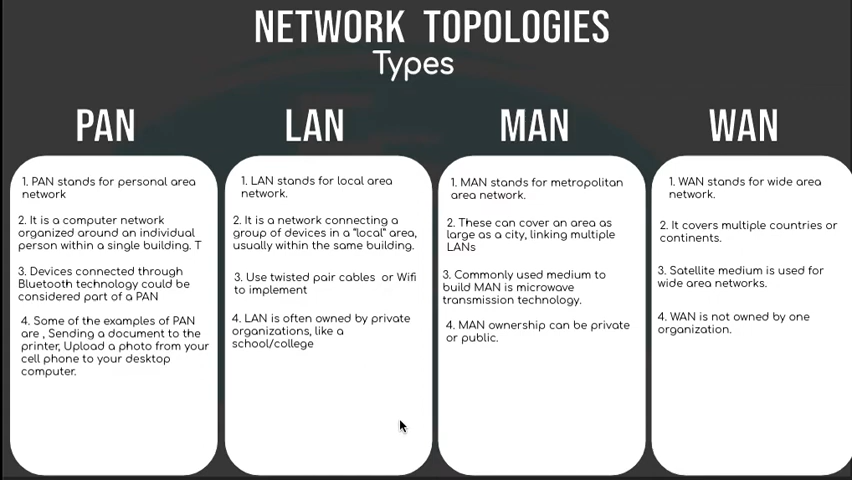 NETWORK TOPOLOGIES
Types
PAN
1. PAN stands for personal area
network
2. It is a computer network
organized around an individual
person within a single building. T
3. Devices connected through
Bluetooth technology could be
considered part of a PAN
4. Some of the examples of PAN
are , Sending a document to the
printer, Upload a photo from your
cell phone to your desktop
computer.
LAN
1. LAN stands for local area
network.
2. It is a network connecting a
group of devices in a "local" area,
usually within the same building.
3. Use twisted pair cables or Wifi
to implement
4. LAN is often owned by private
organizations, like a
school/college
MAN
1. MAN stands for metropolitan
area network.
2. These can cover an area as
large as a city, linking multiple
LANs
3. Commonly used medium to
build MAN is microwave
transmission technology.
4. MAN ownership can be private
or public.
WAN
1. WAN stands for wide area
network.
2. It covers multiple countries or
continents.
3. Satellite medium is used for
wide area networks.
4. WAN is not owned by one
organization.